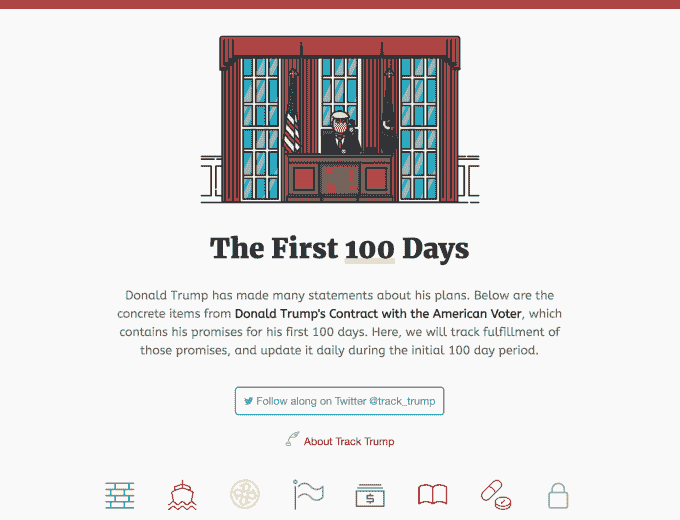 The First 100 Days
Donald Trump has made many statements about his plans. Below are the
concrete items from Donald Trump's Contract with the American Voter, which
contains his promises for his first 100 days. Here, we will track fulfillment of
those promises, and update it daily during the initial 100 day period.
Follow along on Twitter @track_trump
About Track Trump
$